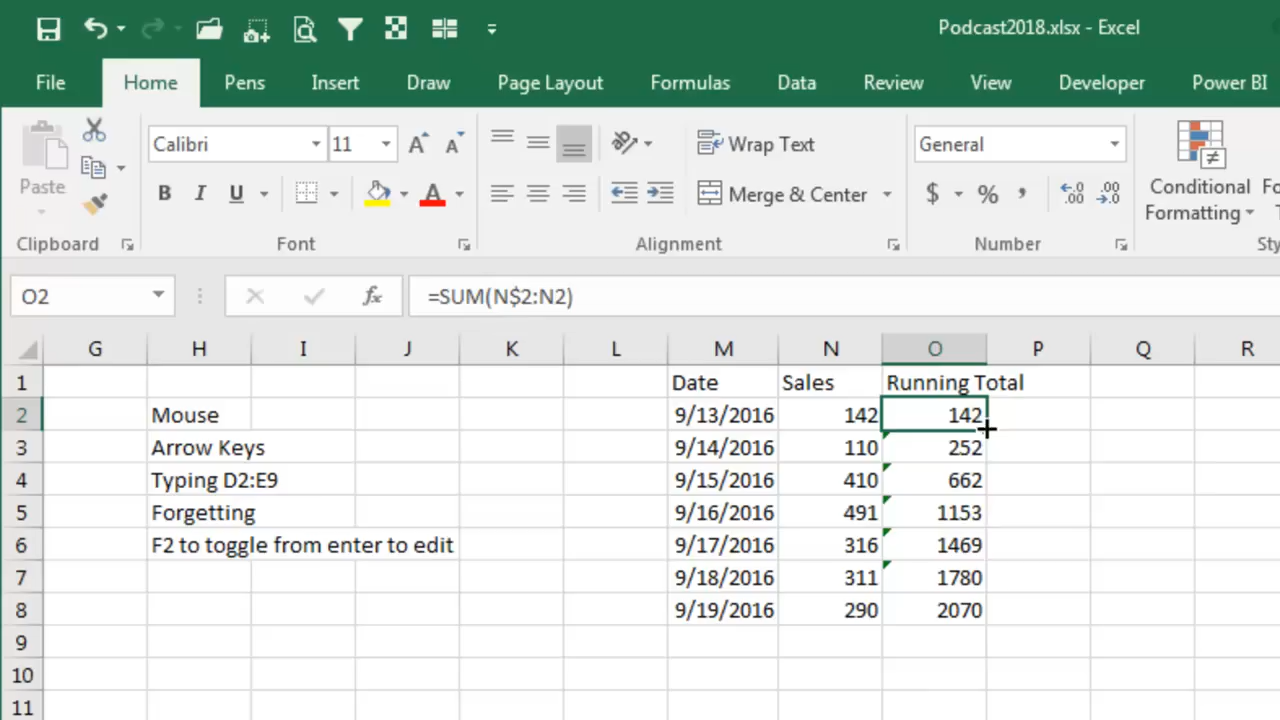 Podcast2018.xlsx - Excel
File Home Pens Insert Draw Page Layout Formulas Data Review View Developer Power BI
Calibri 11 A A Wrap Text General
Paste B I U A Merge & Center $ % , Conditional
Formatting
Clipboard Font Alignment Number
O2 fx =SUM(N$2:N2)
G H I J K L M N O P Q R
1 Date Sales Running Total
2 Mouse 9/13/2016 142 142
3 Arrow Keys 9/14/2016 110 252
4 Typing D2:E9 9/15/2016 410 662
5 Forgetting 9/16/2016 491 1153
6 F2 to toggle from enter to edit 9/17/2016 316 1469
7 9/18/2016 311 1780
8 9/19/2016 290 2070
9
10
11